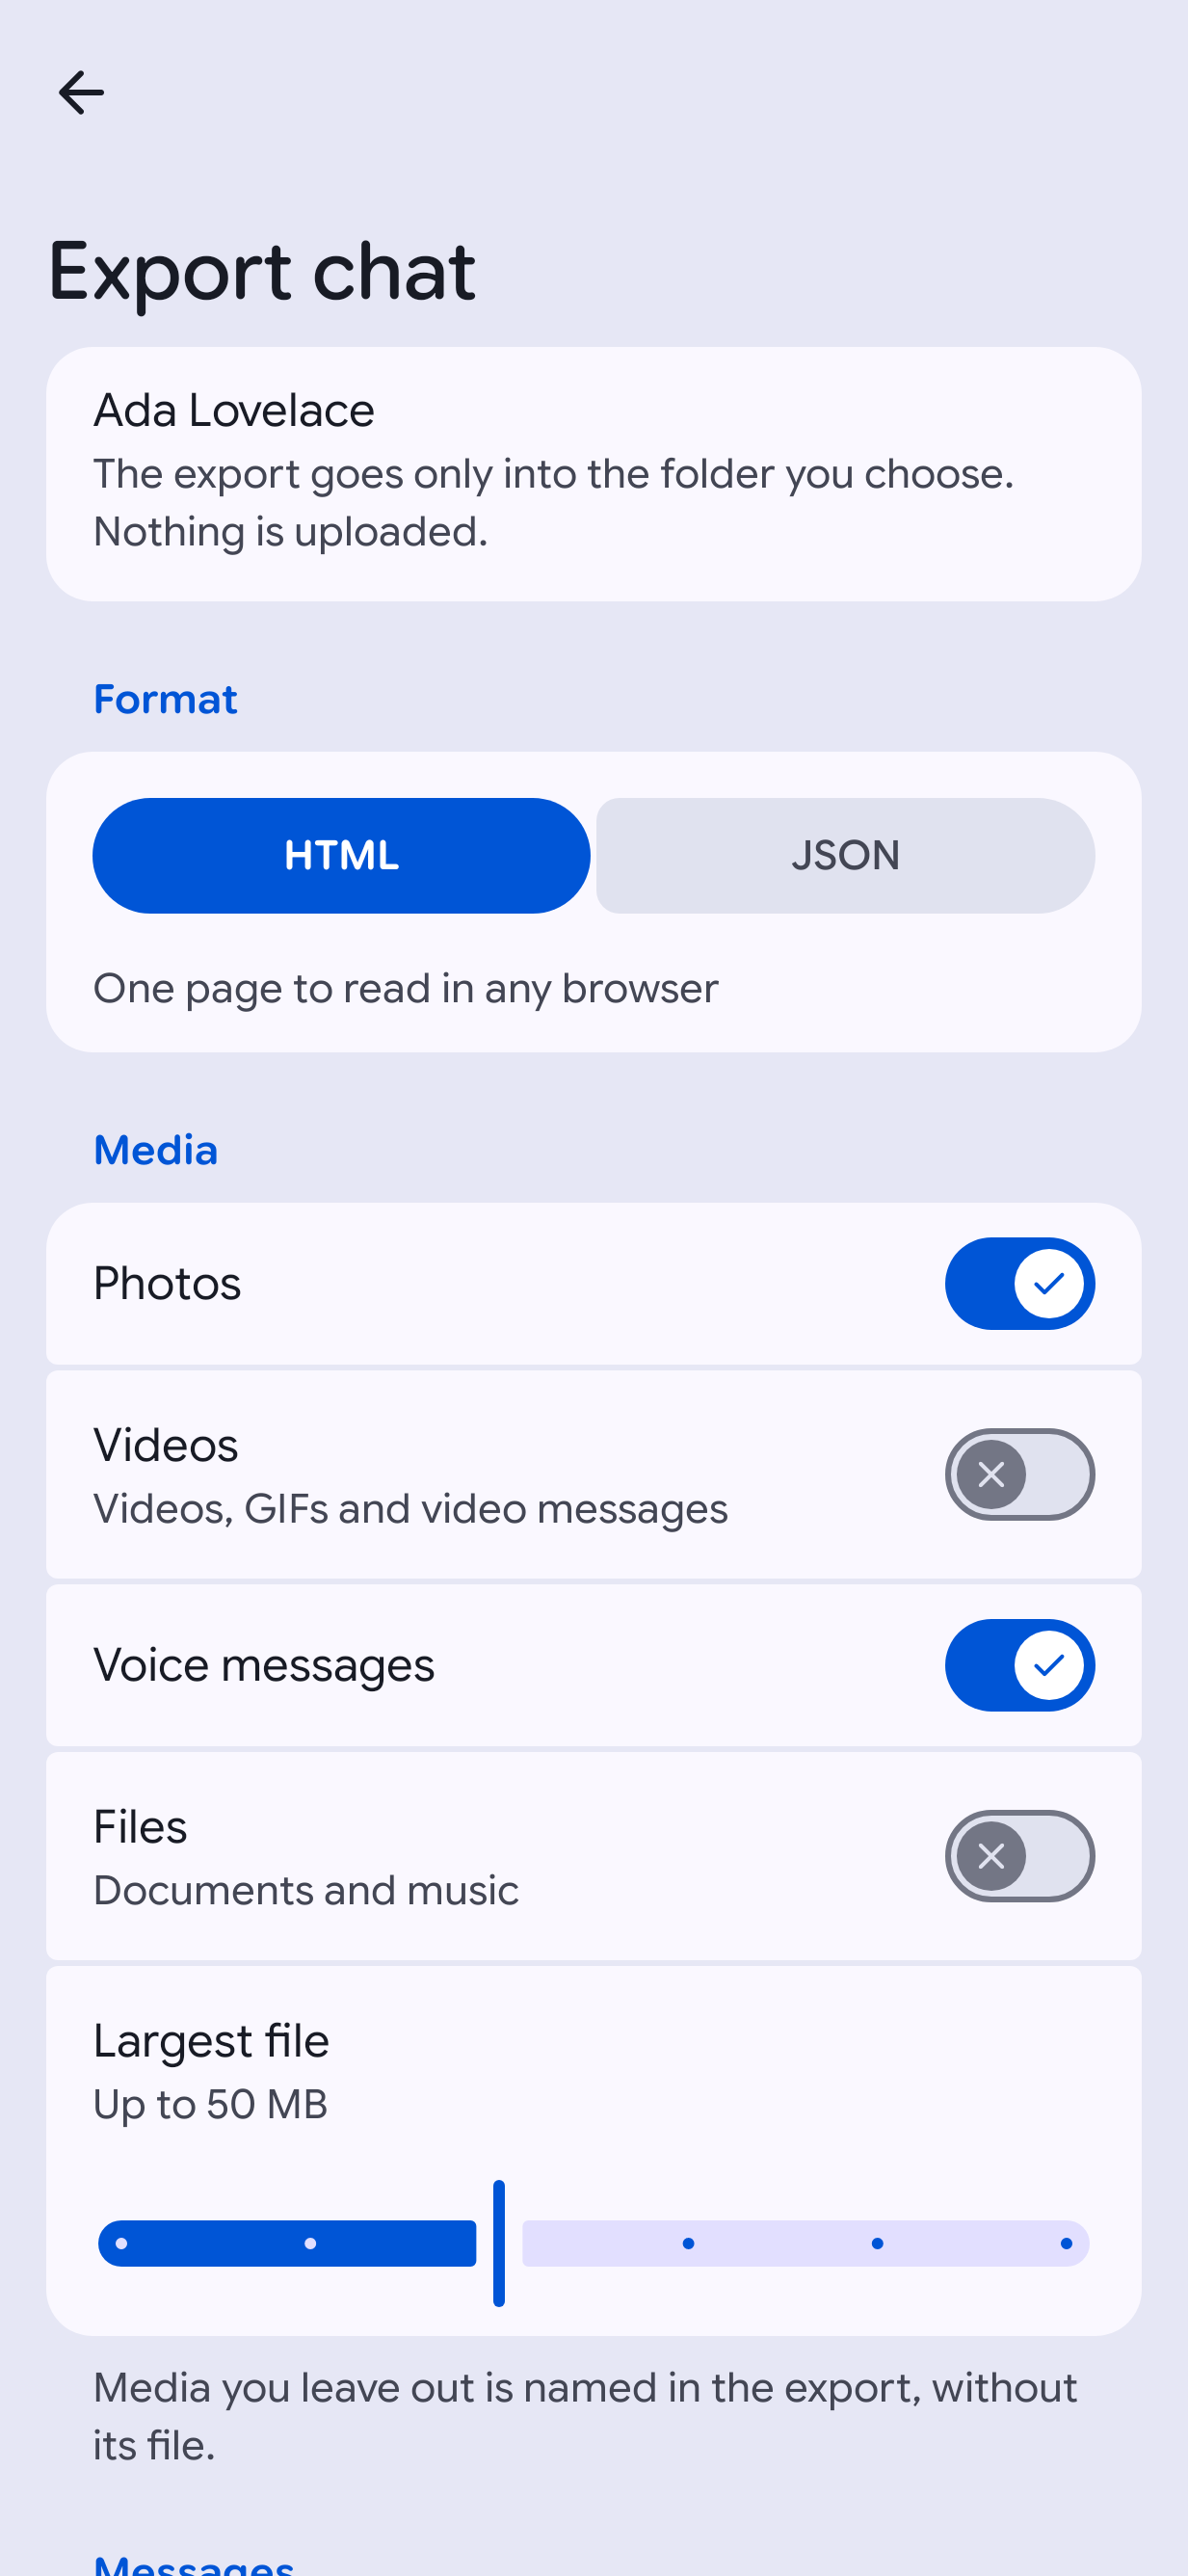 Export chat
Ada Lovelace
The export goes only into the folder you choose.
Nothing is uploaded.
Format
HTML
JSON
One page to read in any browser
Media
Photos
Videos
Videos, GIFs and video messages
Voice messages
Files
Documents and music
Largest file
Up to 50 MB
Media you leave out is named in the export, without
its file.
Messages